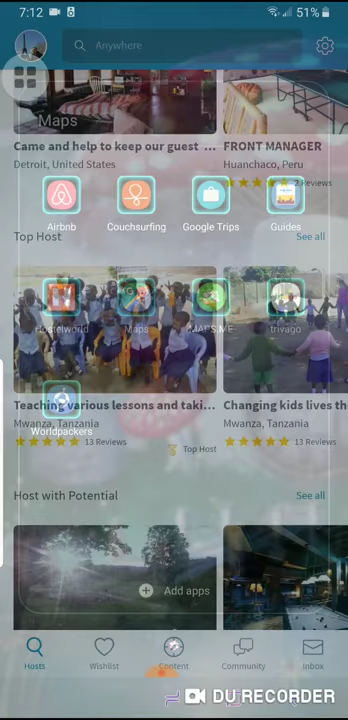 7:12
51%
Anywhere
Maps
Came and help to keep our guest ...
Detroit, United States
FRONT MANAGER
Huanchaco, Peru
2 Reviews
Airbnb
Couchsurfing
Google Trips
Guides
Top Host
See all
Hostelworld
Maps
MAPS.ME
trivago
Teaching various lessons and taki...
Mwanza, Tanzania
13 Reviews
Top Host
Changing kids lives th
Mwanza, Tanzania
13 Reviews
Worldpackers
Host with Potential
See all
Add apps
Hosts
Wishlist
Content
Community
Inbox
DU RECORDER